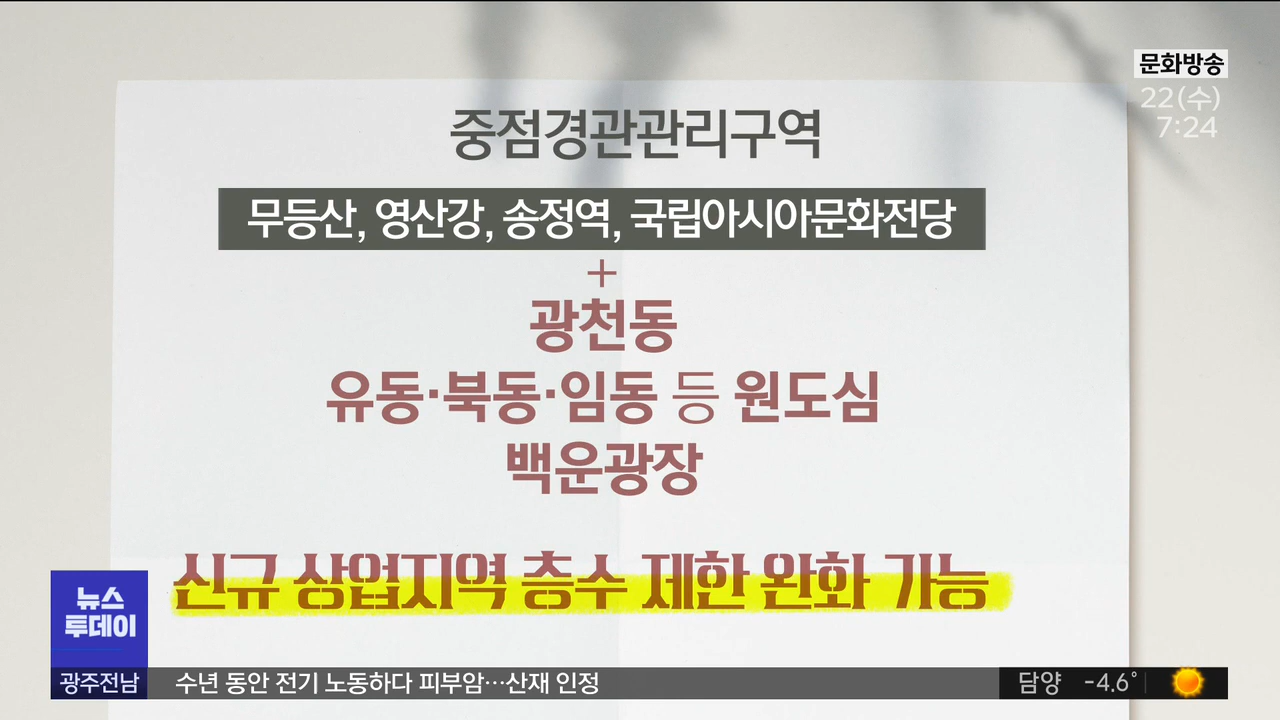 문화방송
22(수)
7:24
중점경관관리구역
무등산, 영산강, 송정역, 국립아시아문화전당
+
광천동
유동·북동·임동 등 원도심
백운광장
신규 상업지역 층수 제한 완화 가능
뉴스
투데이
광주전남 수년 동안 전기 노동하다 피부암…산재 인정 담양 -4.6°